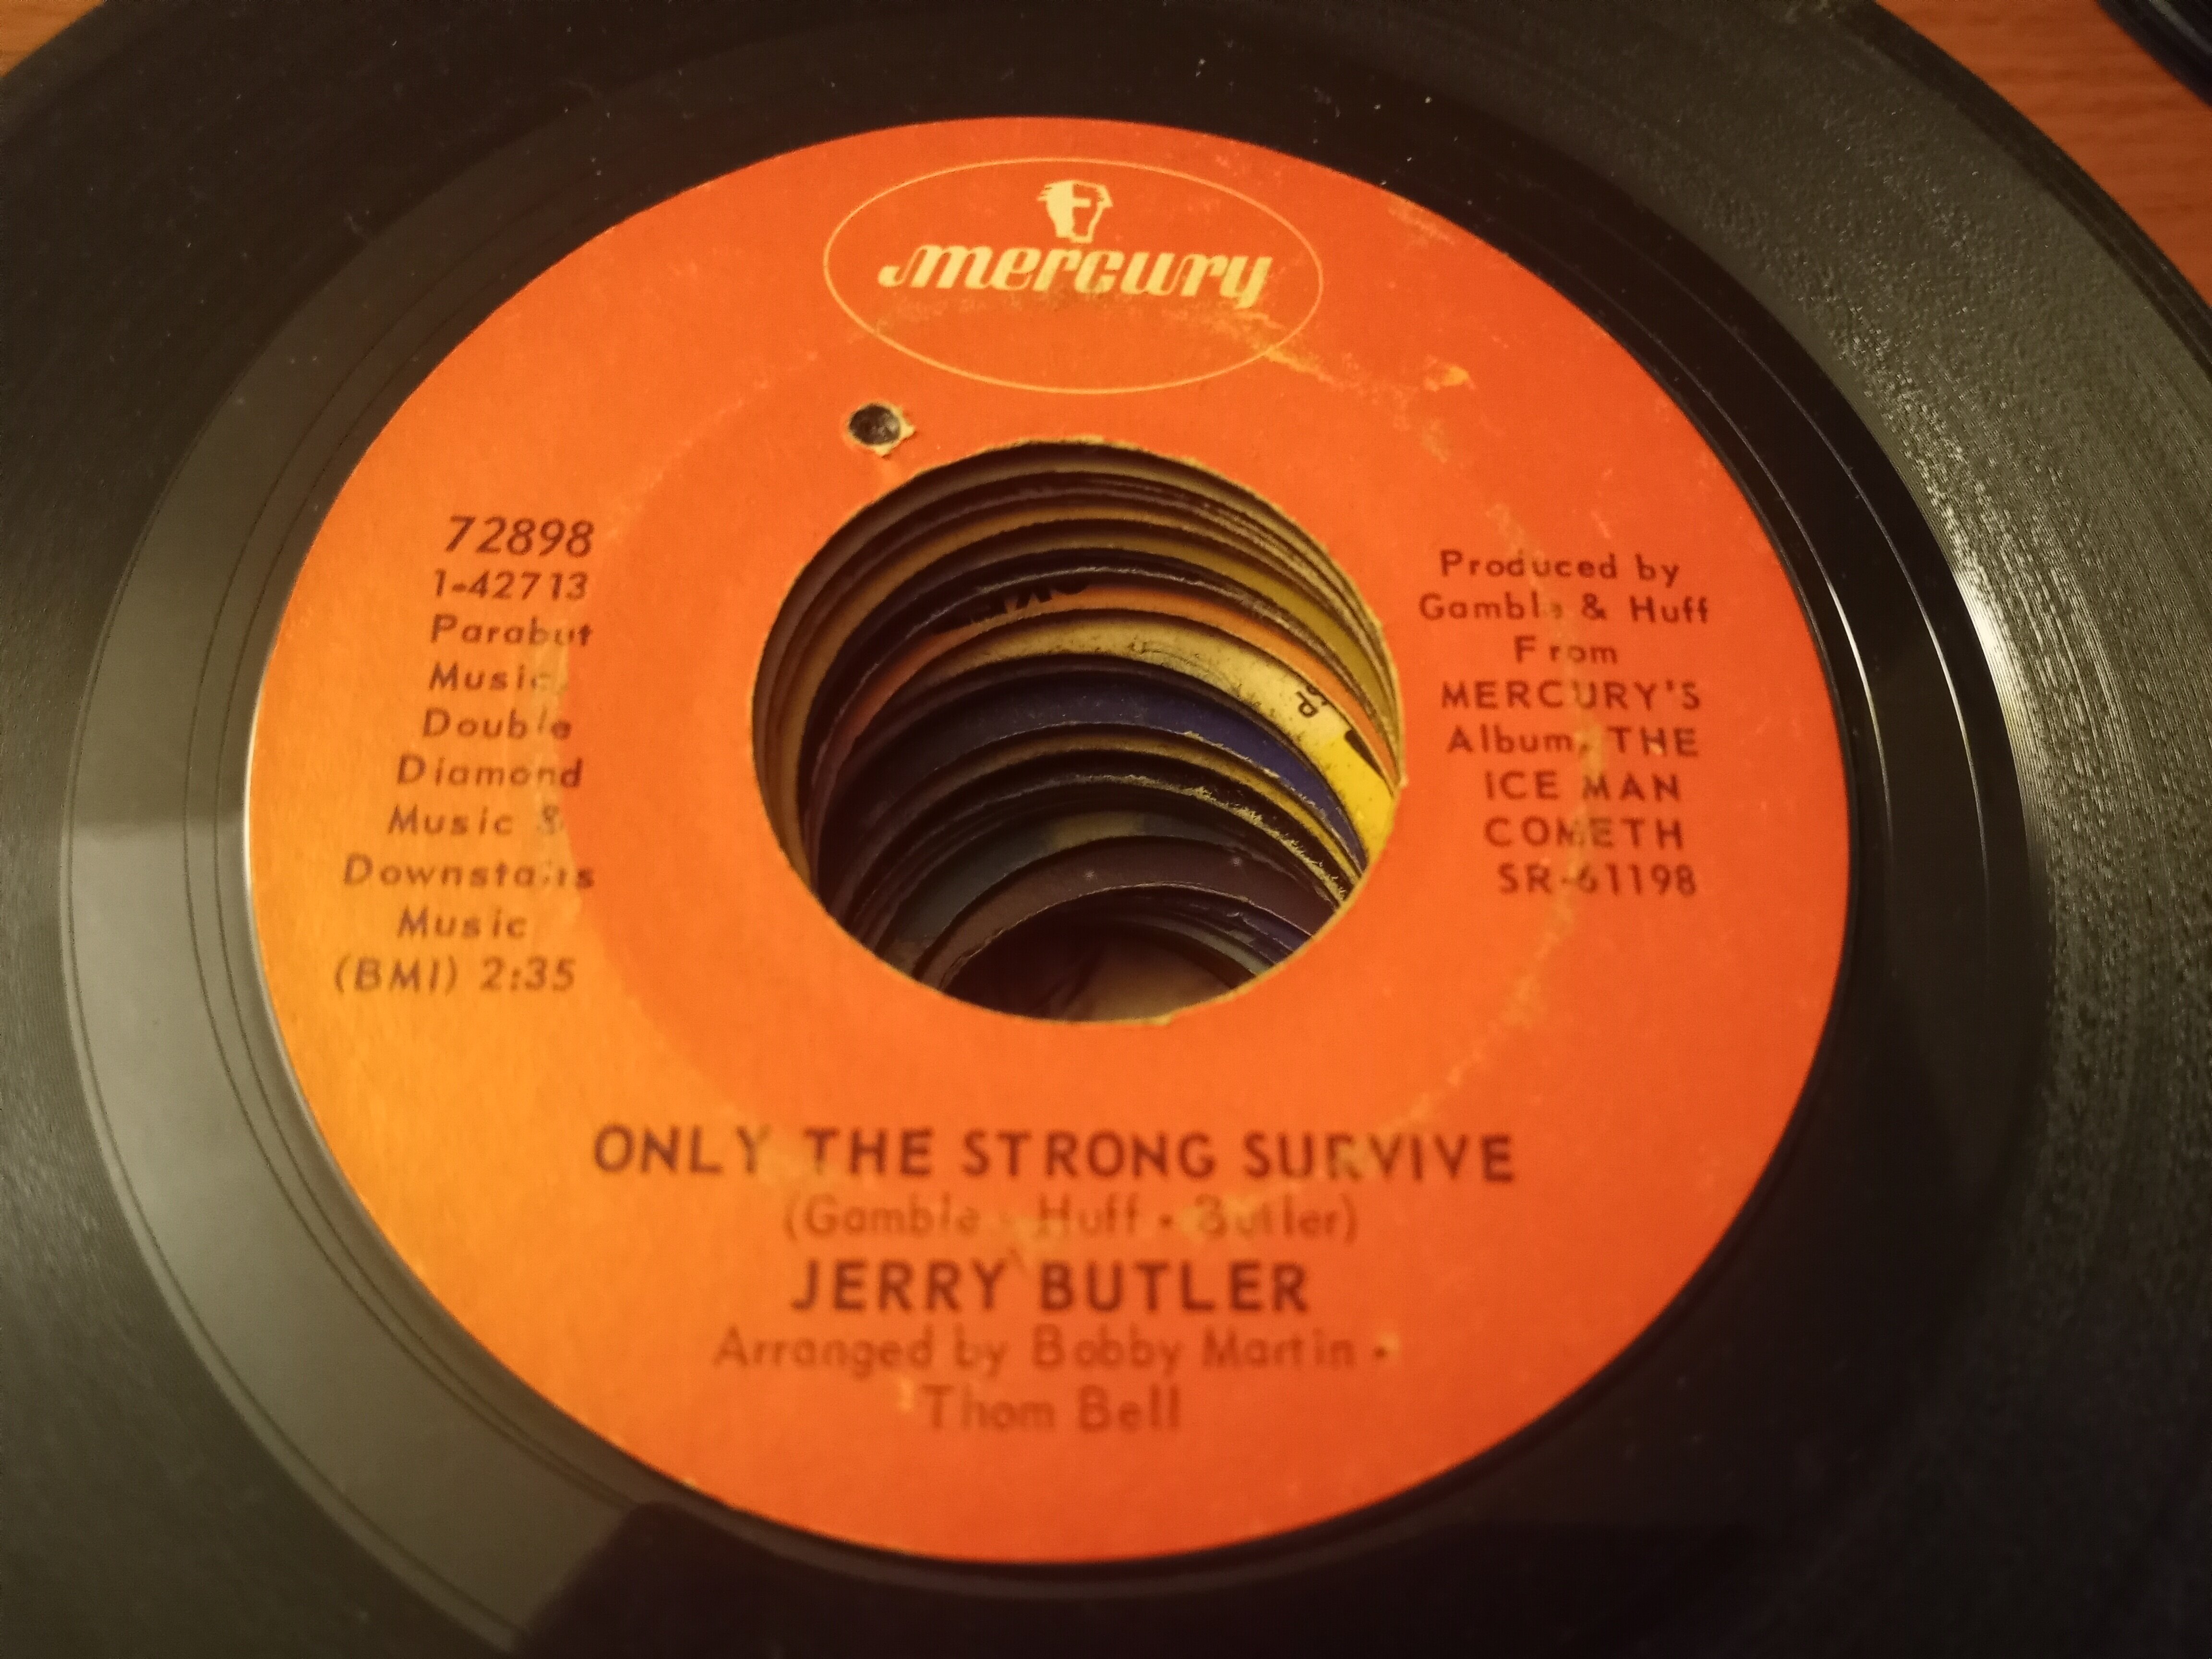 mercury
72898
1-42713
Parabut
Music,
Double
Diamond
Music &
Downstairs
Music
(BMI) 2:35
Produced by
Gamble & Huff
From
MERCURY'S
Album, THE
ICE MAN
COMETH
SR-61198
ONLY THE STRONG SURVIVE
(Gamble - Huff - Butler)
JERRY BUTLER
Arranged by Bobby Martin -
Thom Bell